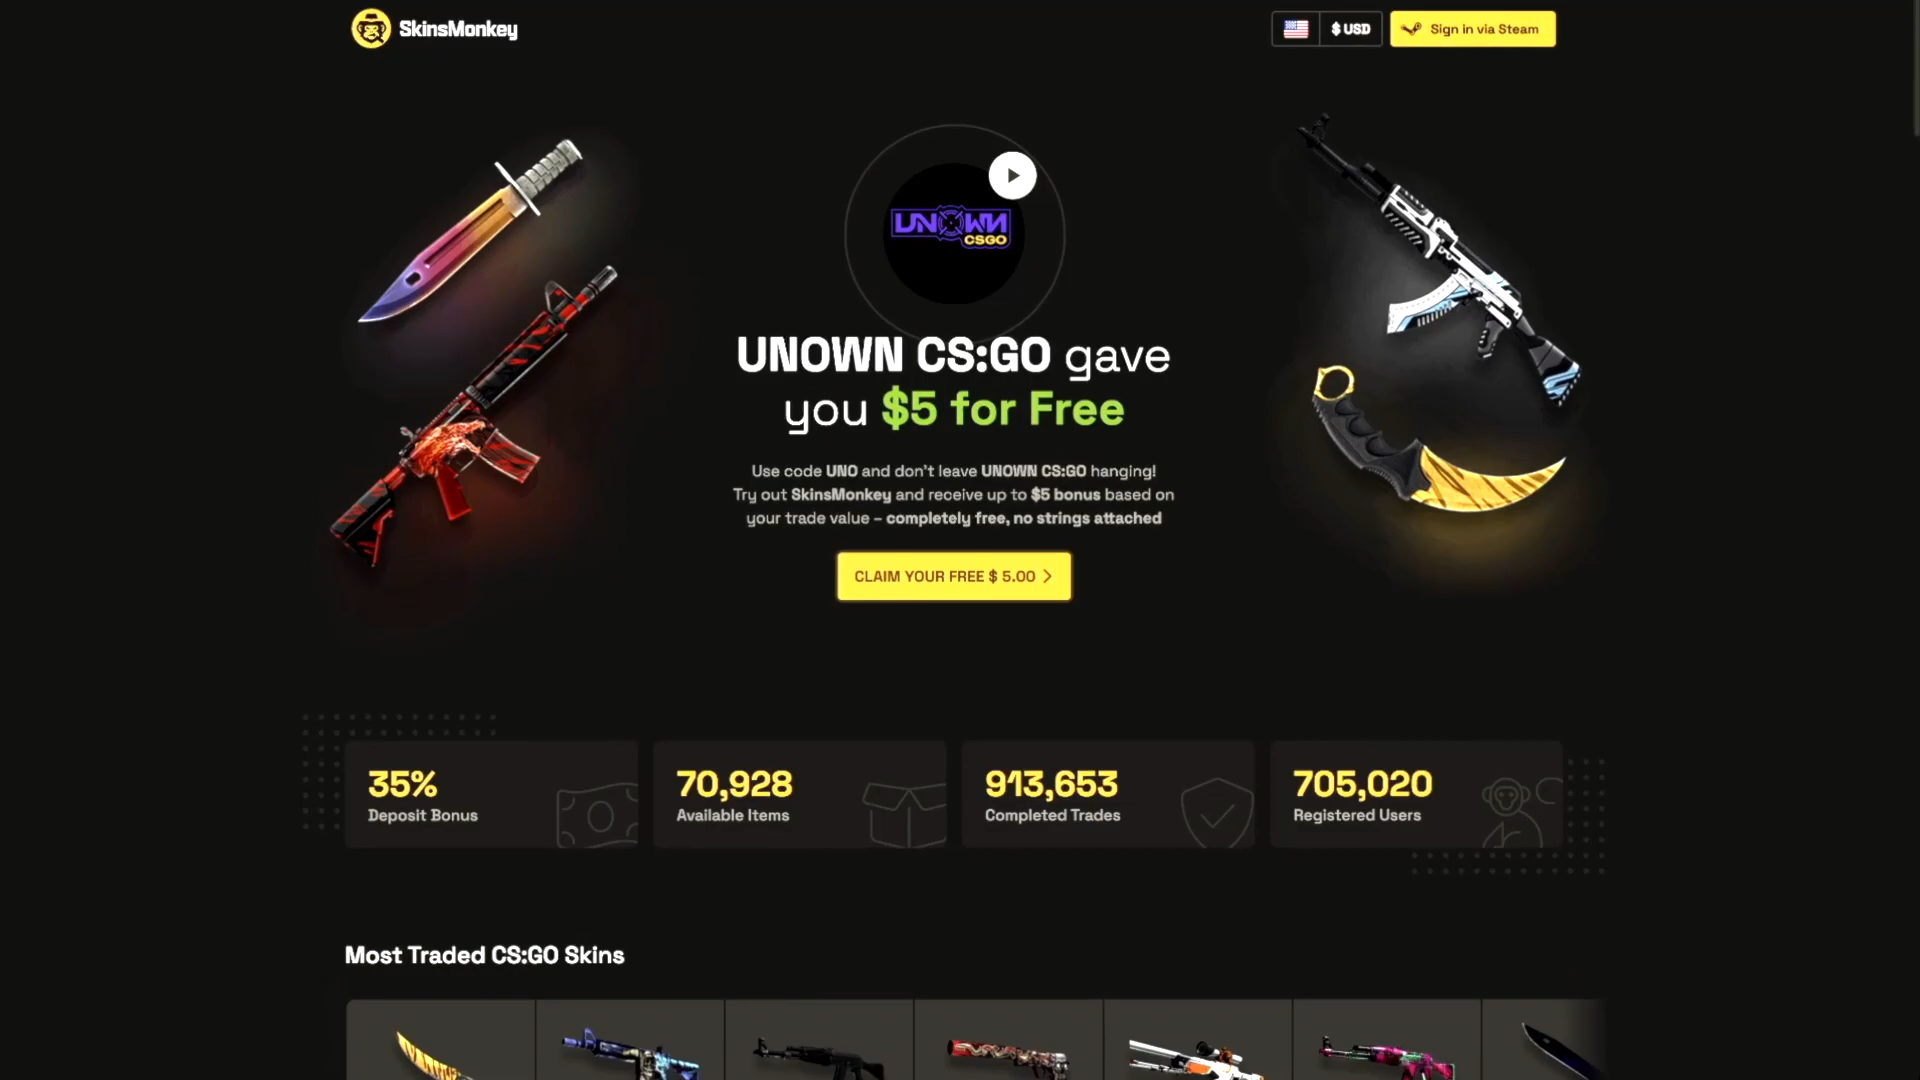 SkinsMonkey
$ USD
Sign in via Steam
UNOWN
CSGO
UNOWN CS:GO gave
you $5 for Free
Use code UNO and don't leave UNOWN CS:GO hanging!
Try out SkinsMonkey and receive up to $5 bonus based on
your trade value – completely free, no strings attached
CLAIM YOUR FREE $ 5.00
35%
Deposit Bonus
70,928
Available Items
913,653
Completed Trades
705,020
Registered Users
Most Traded CS:GO Skins